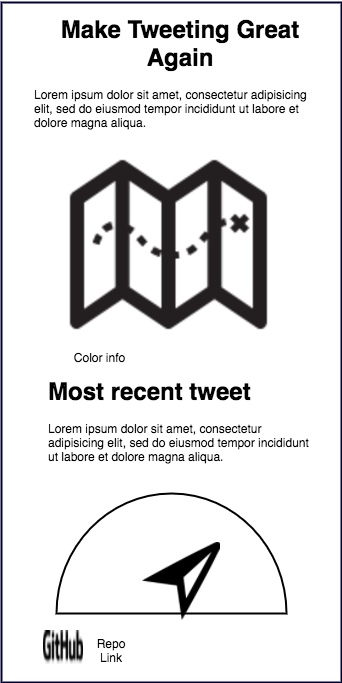 Make Tweeting Great
Again
Lorem ipsum dolor sit amet, consectetur adipisicing
elit, sed do eiusmod tempor incididunt ut labore et
dolore magna aliqua.
Color info
Most recent tweet
Lorem ipsum dolor sit amet, consectetur
adipisicing elit, sed do eiusmod tempor incididunt
ut labore et dolore magna aliqua.
GitHub
Repo
Link